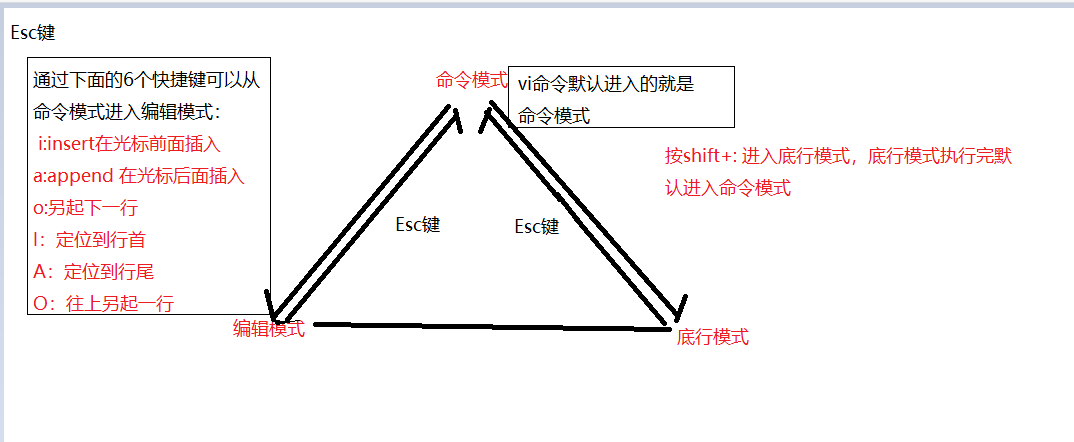 Esc键
通过下面的6个快捷键可以从
命令模式进入编辑模式：
i:insert在光标前面插入
a:append 在光标后面插入
o:另起下一行
I：定位到行首
A：定位到行尾
O：往上另起一行
命令模式
vi命令默认进入的就是
命令模式
按shift+: 进入底行模式，底行模式执行完默
认进入命令模式
Esc键
Esc键
编辑模式
底行模式